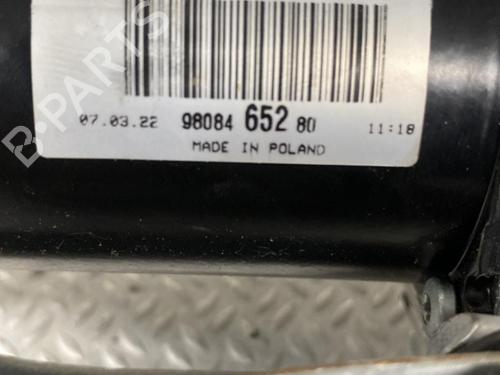 07.03.22 98084 652 80 11:18
MADE IN POLAND
B-PARTS